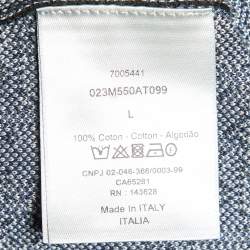 7005441
023M550AT099
L
100% Coton - Cotton - Algodão
CNPJ 02-046-366/0003-99
CA65281
RN : 143628
Made in ITALY
ITALIA